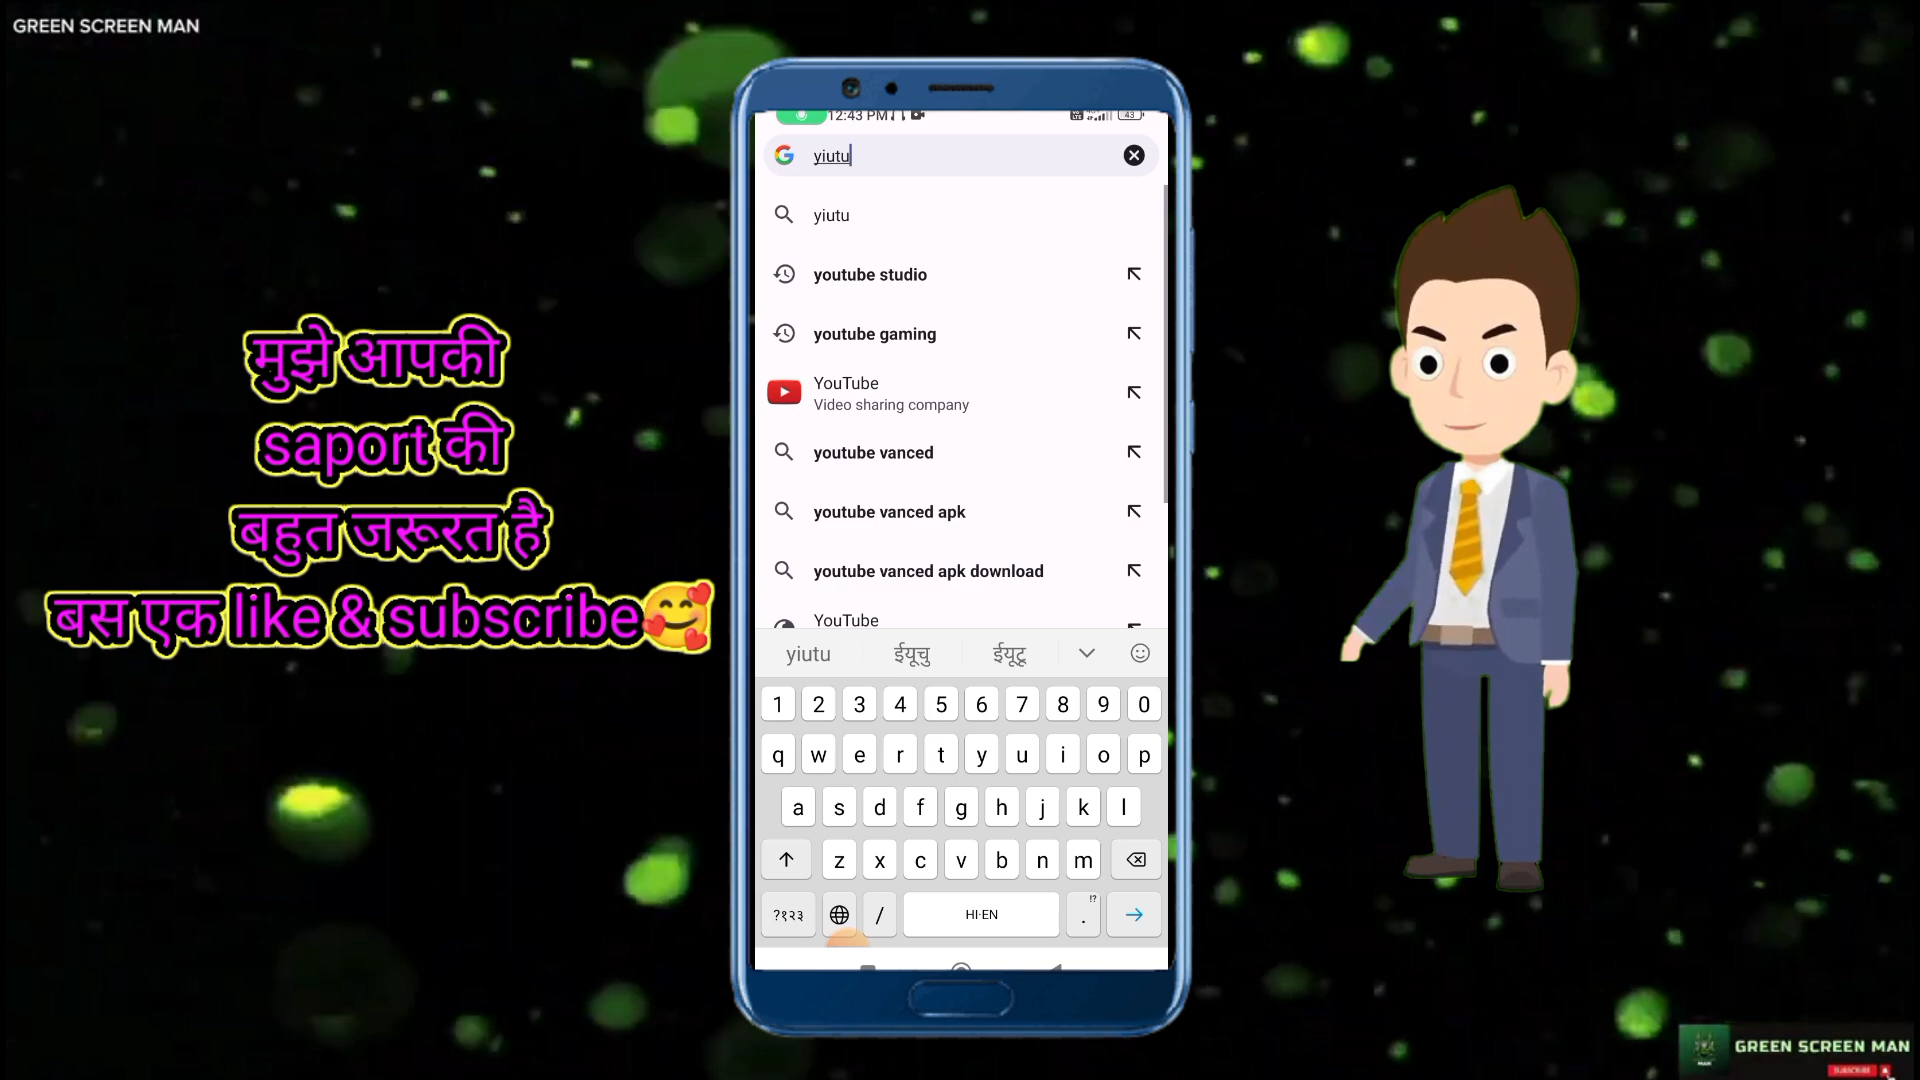 GREEN SCREEN MAN
मुझे आपकी
saport की
बहुत जरूरत है
बस एक like & subscribe🥰
12:43 PM
43
yiutu
yiutu
youtube studio
youtube gaming
YouTube
Video sharing company
youtube vanced
youtube vanced apk
youtube vanced apk download
YouTube
yiutu ईयूचु ईयूटू
1 2 3 4 5 6 7 8 9 0
q w e r t y u i o p
a s d f g h j k l
z x c v b n m
?१२३ / HI·EN . !?
GREEN SCREEN MAN
SUBSCRIBE